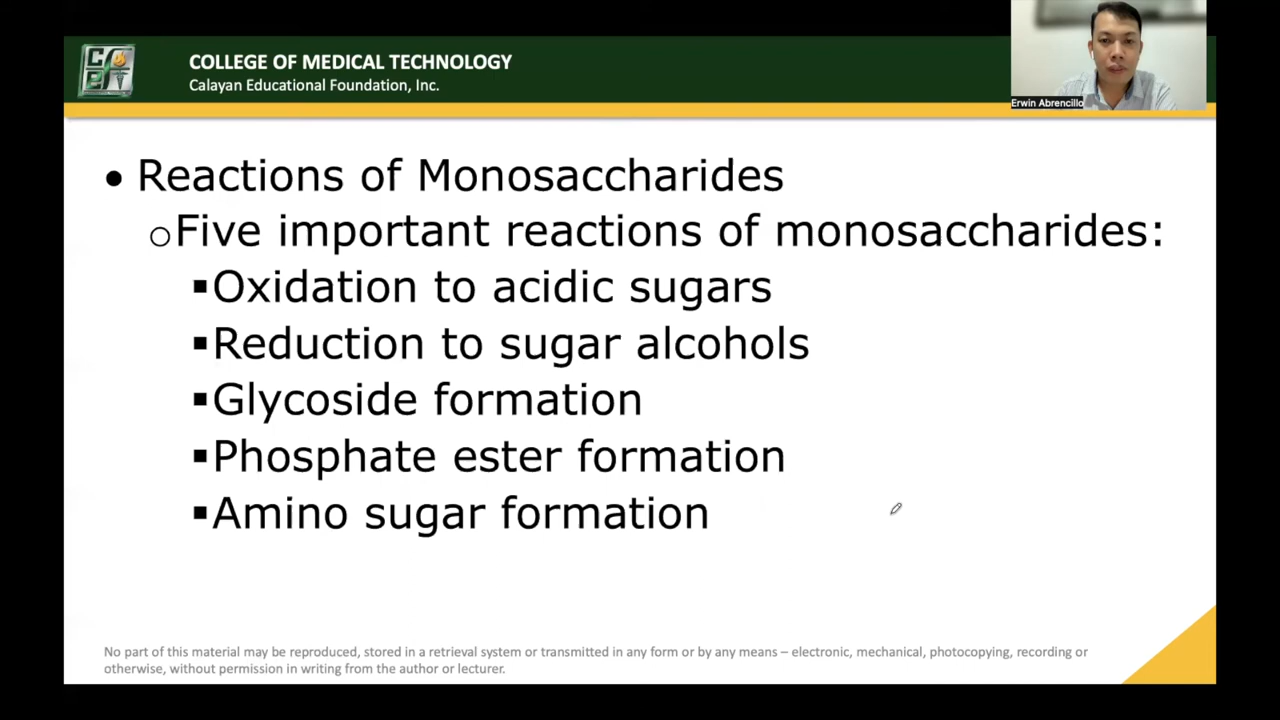 COLLEGE OF MEDICAL TECHNOLOGY
Calayan Educational Foundation, Inc.
Erwin Abrencillo
• Reactions of Monosaccharides
oFive important reactions of monosaccharides:
▪Oxidation to acidic sugars
▪Reduction to sugar alcohols
▪Glycoside formation
▪Phosphate ester formation
▪Amino sugar formation
No part of this material may be reproduced, stored in a retrieval system or transmitted in any form or by any means – electronic, mechanical, photocopying, recording or
otherwise, without permission in writing from the author or lecturer.